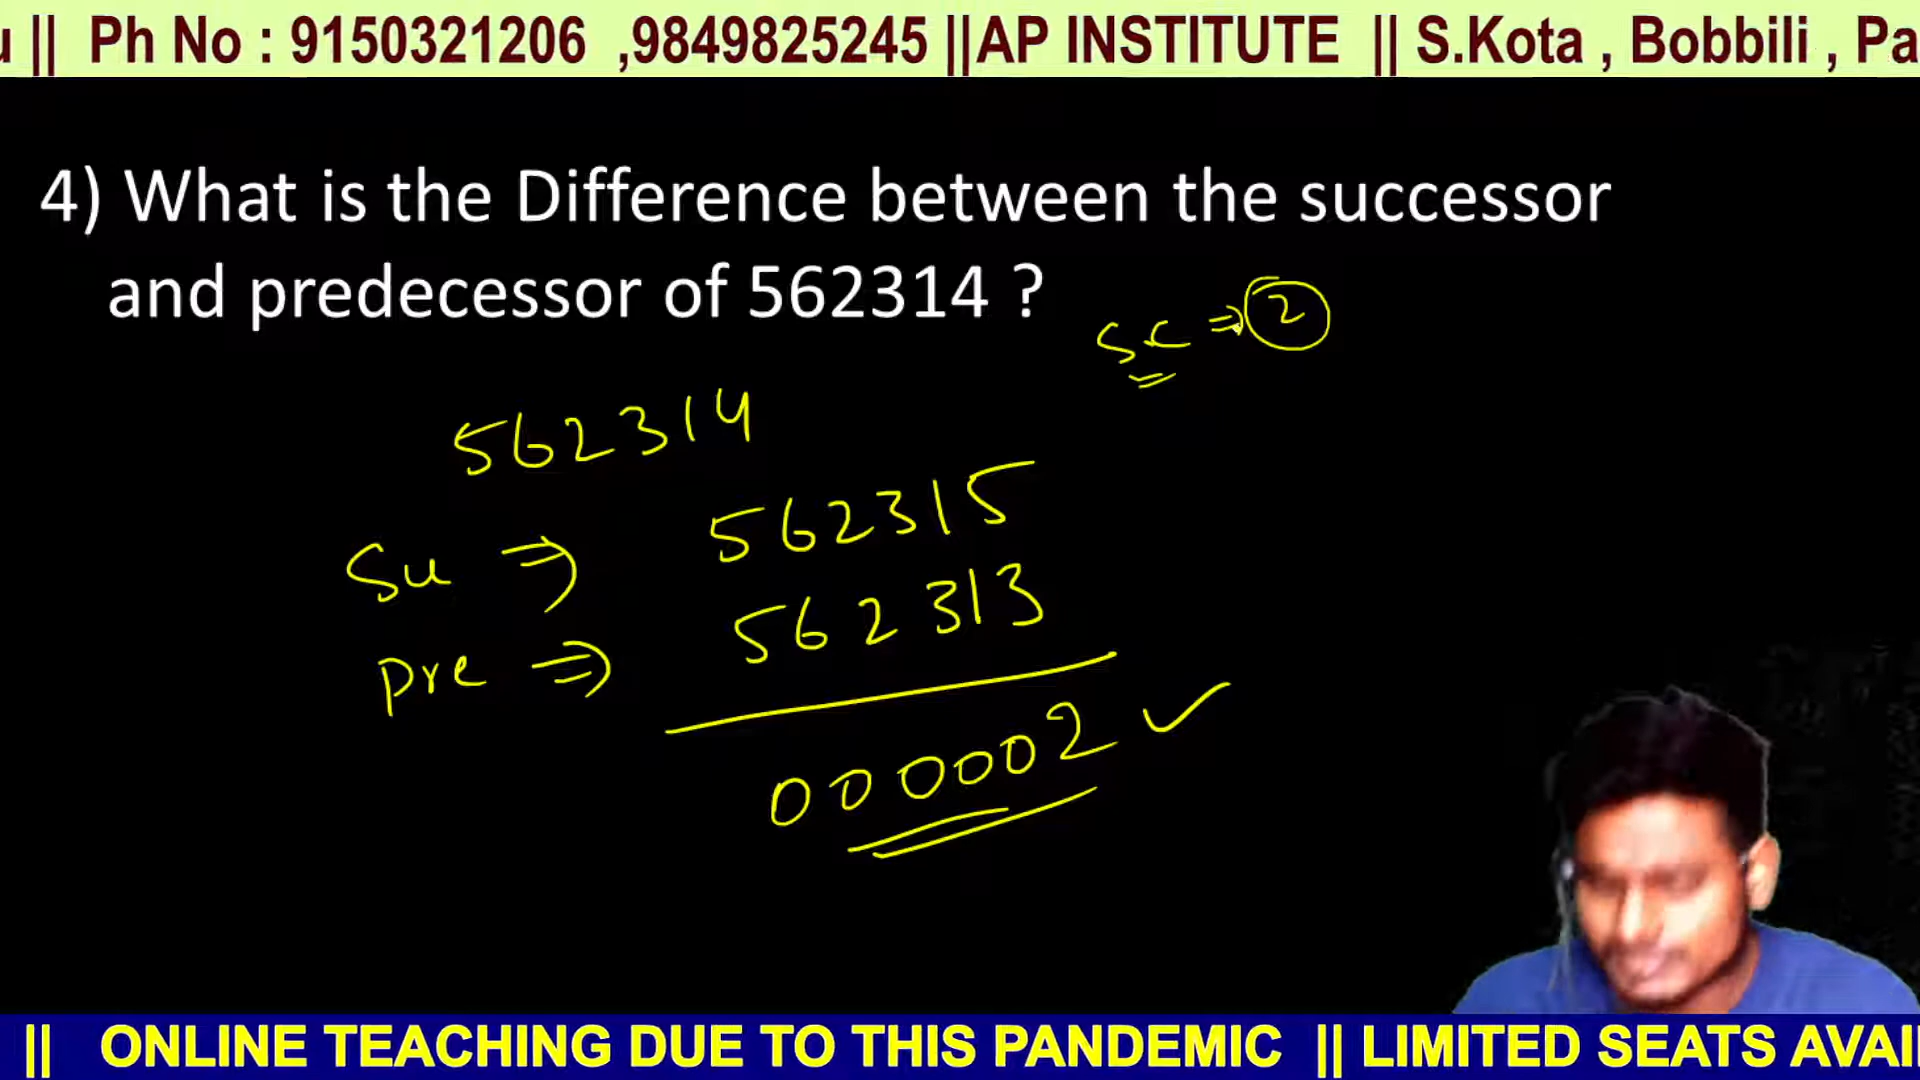 u || Ph No : 9150321206 ,9849825245 ||AP INSTITUTE || S.Kota , Bobbili , Pa
4) What is the Difference between the successor
and predecessor of 562314 ?
SC ⇒ 2
562314
Su ⇒ 562315
Pre ⇒ 562313
000002 ✓
|| ONLINE TEACHING DUE TO THIS PANDEMIC || LIMITED SEATS AVAI